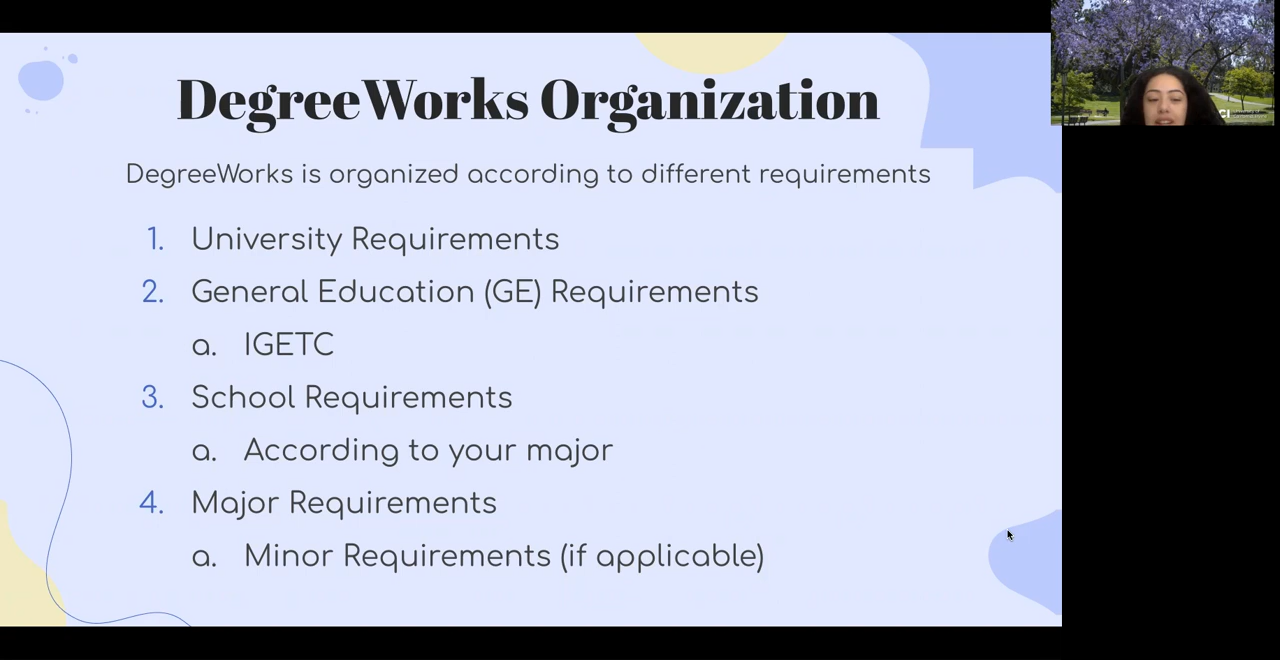 DegreeWorks Organization
DegreeWorks is organized according to different requirements
1. University Requirements
2. General Education (GE) Requirements
a. IGETC
3. School Requirements
a. According to your major
4. Major Requirements
a. Minor Requirements (if applicable)
CI